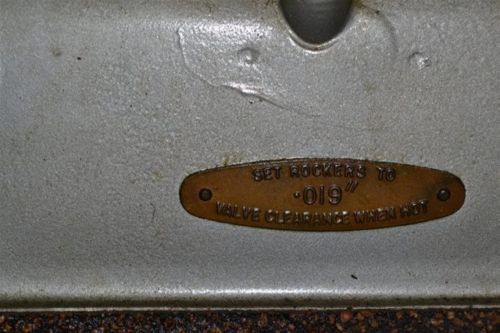 SET ROCKERS TO
·019"
VALVE CLEARANCE WHEN HOT